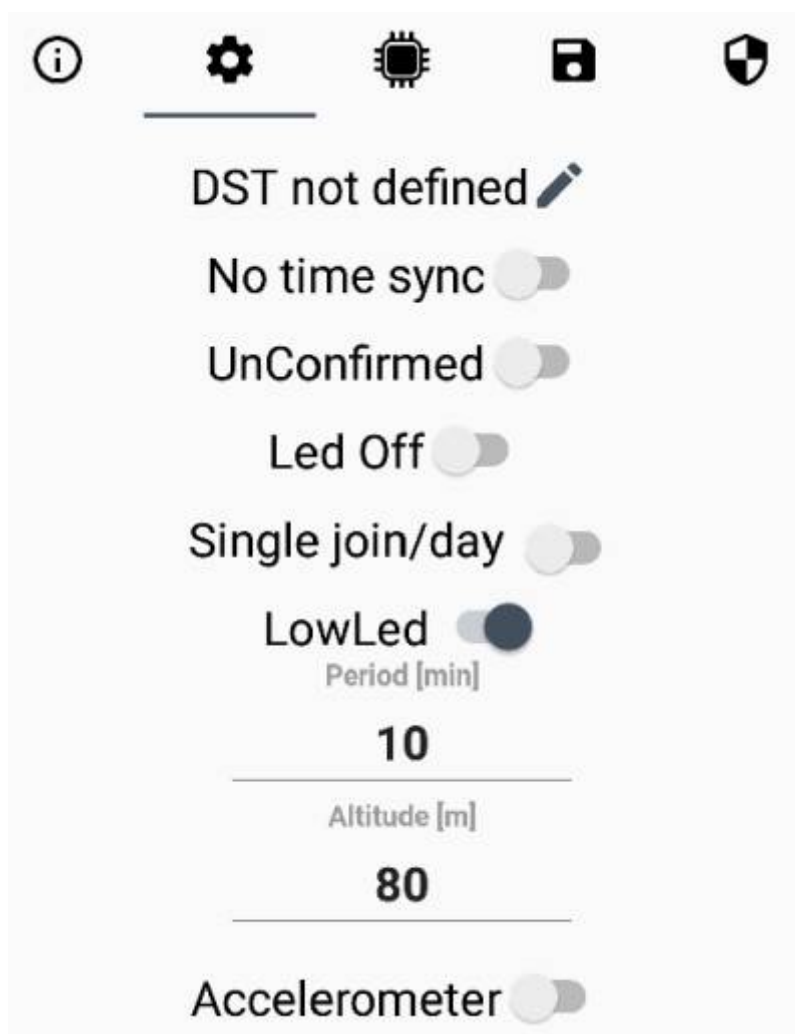 DST not defined
No time sync
UnConfirmed
Led Off
Single join/day
LowLed
Period [min]
10
Altitude [m]
80
Accelerometer